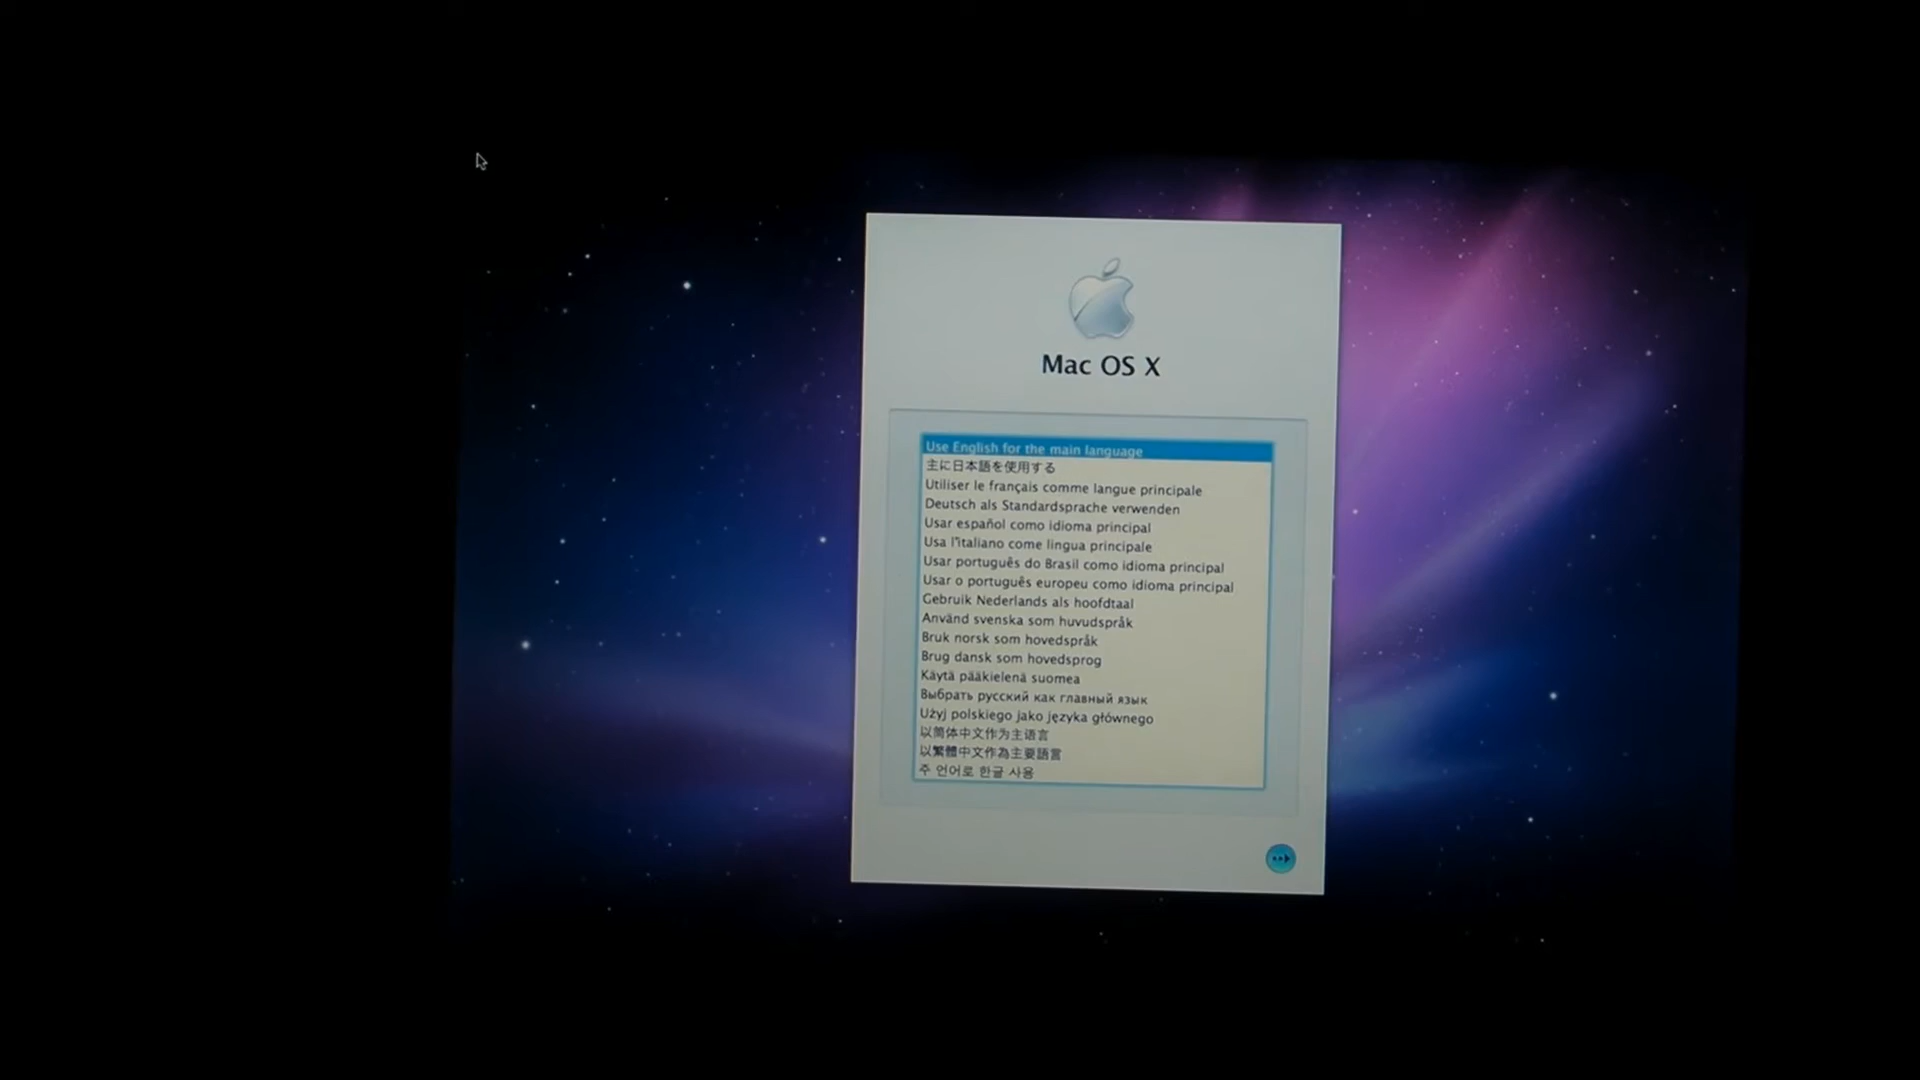 Mac OS X
Use English for the main language
主に日本語を使用する
Utiliser le français comme langue principale
Deutsch als Standardsprache verwenden
Usar español como idioma principal
Usa l'italiano come lingua principale
Usar português do Brasil como idioma principal
Usar o português europeu como idioma principal
Gebruik Nederlands als hoofdtaal
Använd svenska som huvudspråk
Bruk norsk som hovedspråk
Brug dansk som hovedsprog
Käytä pääkielenä suomea
Выбрать русский как главный язык
Użyj polskiego jako języka głównego
以简体中文作为主语言
以繁體中文作為主要語言
주 언어로 한글 사용